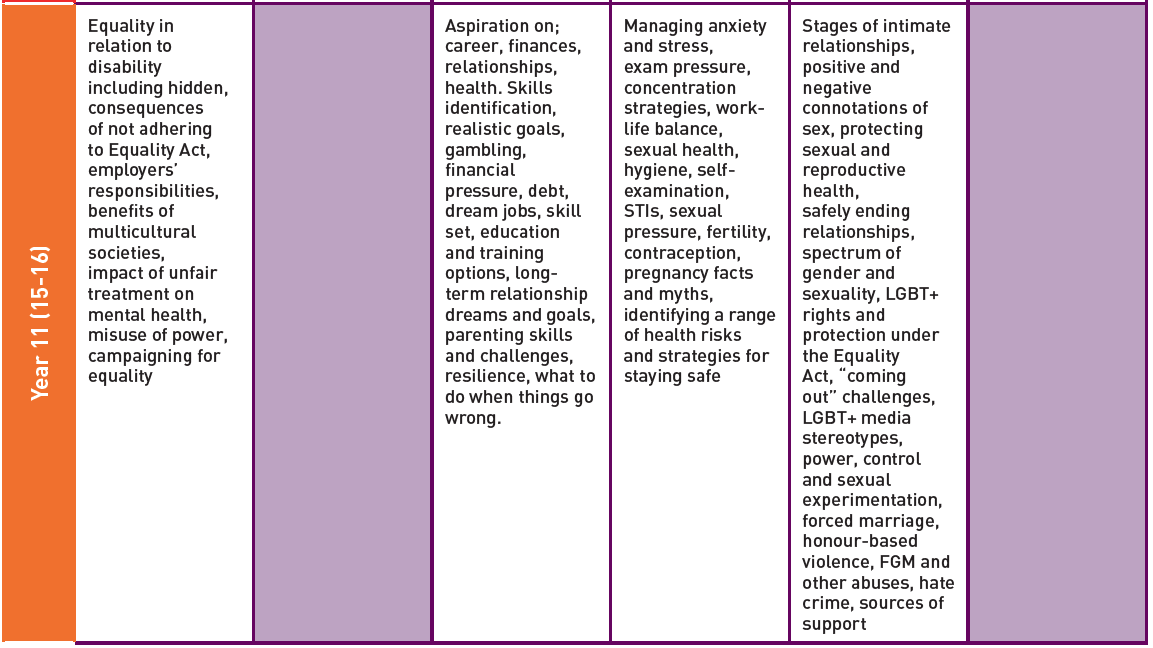 Year 11 (15-16)
Equality in
relation to
disability
including hidden,
consequences
of not adhering
to Equality Act,
employers’
responsibilities,
benefits of
multicultural
societies,
impact of unfair
treatment on
mental health,
misuse of power,
campaigning for
equality
Aspiration on;
career, finances,
relationships,
health. Skills
identification,
realistic goals,
gambling,
financial
pressure, debt,
dream jobs, skill
set, education
and training
options, long-
term relationship
dreams and goals,
parenting skills
and challenges,
resilience, what to
do when things go
wrong.
Managing anxiety
and stress,
exam pressure,
concentration
strategies, work-
life balance,
sexual health,
hygiene, self-
examination,
STIs, sexual
pressure, fertility,
contraception,
pregnancy facts
and myths,
identifying a range
of health risks
and strategies for
staying safe
Stages of intimate
relationships,
positive and
negative
connotations of
sex, protecting
sexual and
reproductive
health,
safely ending
relationships,
spectrum of
gender and
sexuality, LGBT+
rights and
protection under
the Equality
Act, “coming
out” challenges,
LGBT+ media
stereotypes,
power, control
and sexual
experimentation,
forced marriage,
honour-based
violence, FGM and
other abuses, hate
crime, sources of
support